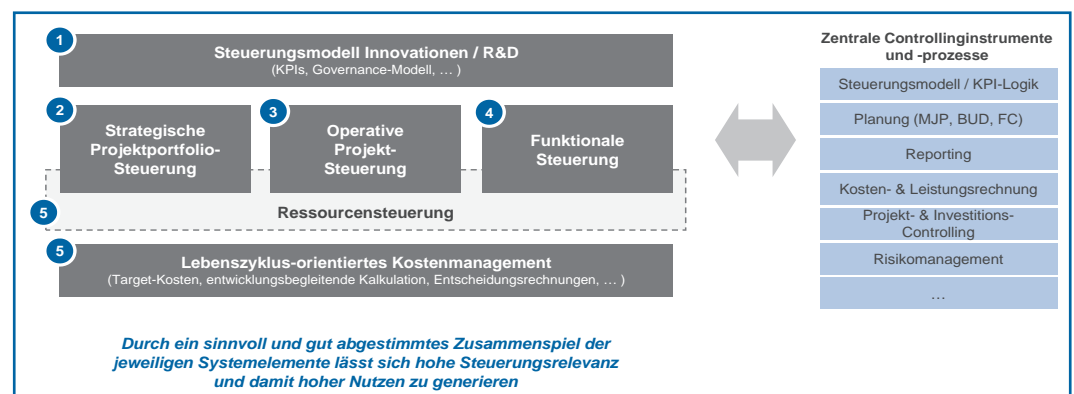 1
Steuerungsmodell Innovationen / R&D
(KPIs, Governance-Modell, … )
2
Strategische
Projektportfolio-
Steuerung
3
Operative
Projekt-
Steuerung
4
Funktionale
Steuerung
5
Ressourcensteuerung
5
Lebenszyklus-orientiertes Kostenmanagement
(Target-Kosten, entwicklungsbegleitende Kalkulation, Entscheidungsrechnungen, … )
Durch ein sinnvoll und gut abgestimmtes Zusammenspiel der
jeweiligen Systemelemente lässt sich hohe Steuerungsrelevanz
und damit hoher Nutzen zu generieren
Zentrale Controllinginstrumente
und -prozesse
Steuerungsmodell / KPI-Logik
Planung (MJP, BUD, FC)
Reporting
Kosten- & Leistungsrechnung
Projekt- & Investitions-
Controlling
Risikomanagement
…